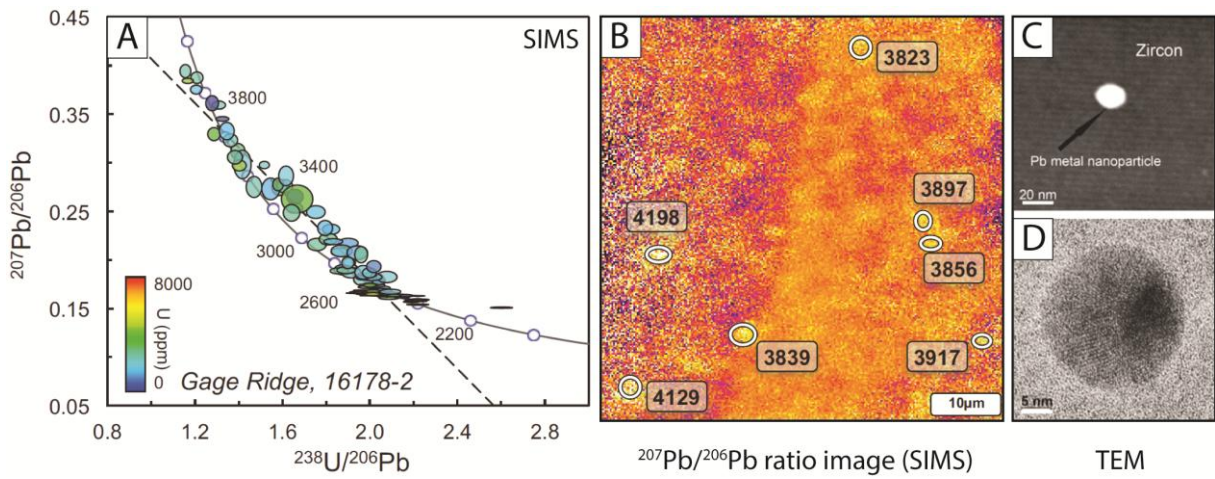 A
SIMS
0.45
0.35
0.25
0.15
0.05
²⁰⁷Pb/²⁰⁶Pb
3800
3400
3000
2600
2200
8000
U (ppm)
0
Gage Ridge, 16178-2
0.8 1.2 1.6 2.0 2.4 2.8
²³⁸U/²⁰⁶Pb
B
3823
3897
4198
3856
3839
3917
4129
10µm
²⁰⁷Pb/²⁰⁶Pb ratio image (SIMS)
C
Zircon
Pb metal nanoparticle
20 nm
D
5 nm
TEM